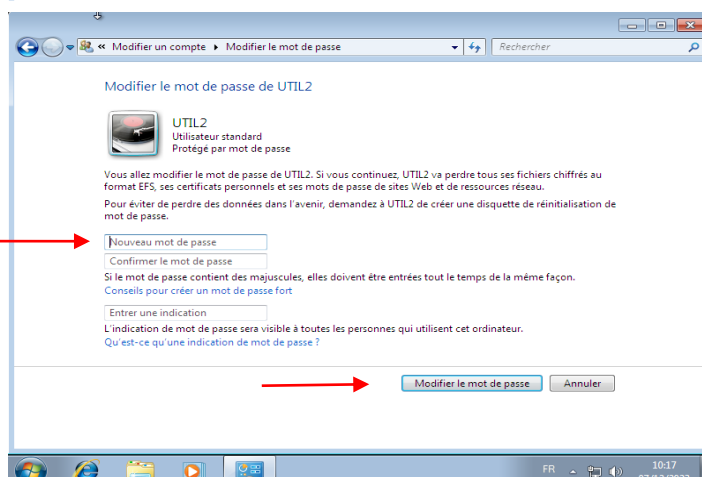 « Modifier un compte ▸ Modifier le mot de passe
Rechercher
Modifier le mot de passe de UTIL2
UTIL2
Utilisateur standard
Protégé par mot de passe
Vous allez modifier le mot de passe de UTIL2. Si vous continuez, UTIL2 va perdre tous ses fichiers chiffrés au
format EFS, ses certificats personnels et ses mots de passe de sites Web et de ressources réseau.
Pour éviter de perdre des données dans l'avenir, demandez à UTIL2 de créer une disquette de réinitialisation de
mot de passe.
Nouveau mot de passe
Confirmer le mot de passe
Si le mot de passe contient des majuscules, elles doivent être entrées tout le temps de la même façon.
Conseils pour créer un mot de passe fort
Entrer une indication
L'indication de mot de passe sera visible à toutes les personnes qui utilisent cet ordinateur.
Qu'est-ce qu'une indication de mot de passe ?
Modifier le mot de passe
Annuler
FR
10:17